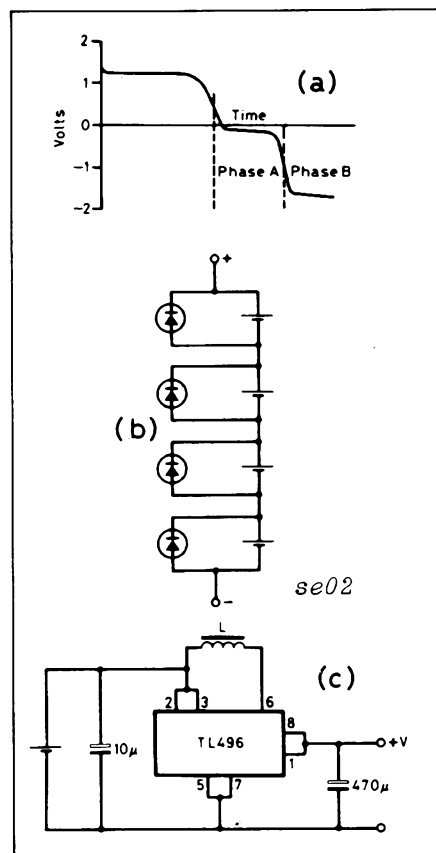 2
(a)
1
Time
Volts
0
Phase A
Phase B
-1
-2
+
(b)
-
se02
L
(c)
2
3
6
8
TL496
1
+V
10μ
5
7
470μ